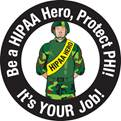 Be a HIPAA Hero, Protect PHI!
HIPAA HERO
It's YOUR Job!